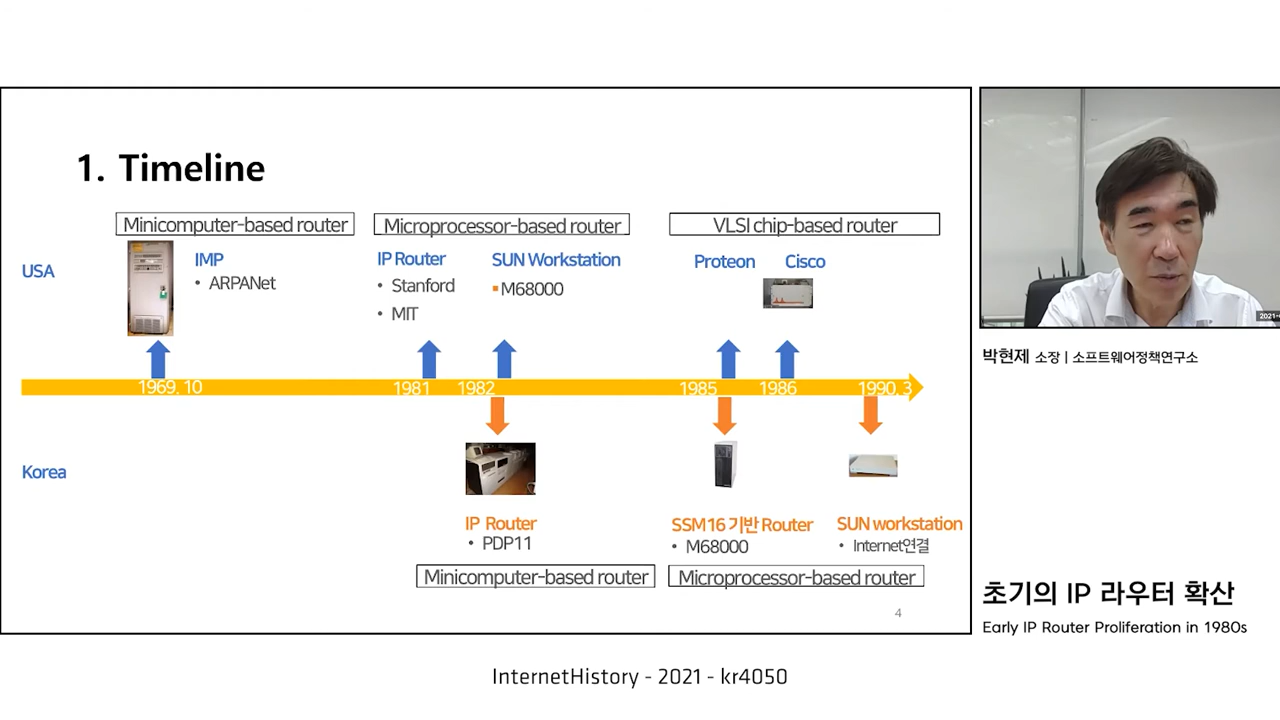 1. Timeline
Minicomputer-based router
Microprocessor-based router
VLSI chip-based router
USA
IMP
• ARPANet
IP Router
• Stanford
• MIT
SUN Workstation
▪ M68000
Proteon
Cisco
1969. 10
1981
1982
1985
1986
1990. 3
Korea
IP Router
• PDP11
SSM16 기반 Router
• M68000
SUN workstation
• Internet연결
Minicomputer-based router
Microprocessor-based router
4
박현제 소장 | 소프트웨어정책연구소
초기의 IP 라우터 확산
Early IP Router Proliferation in 1980s
InternetHistory - 2021 - kr4050